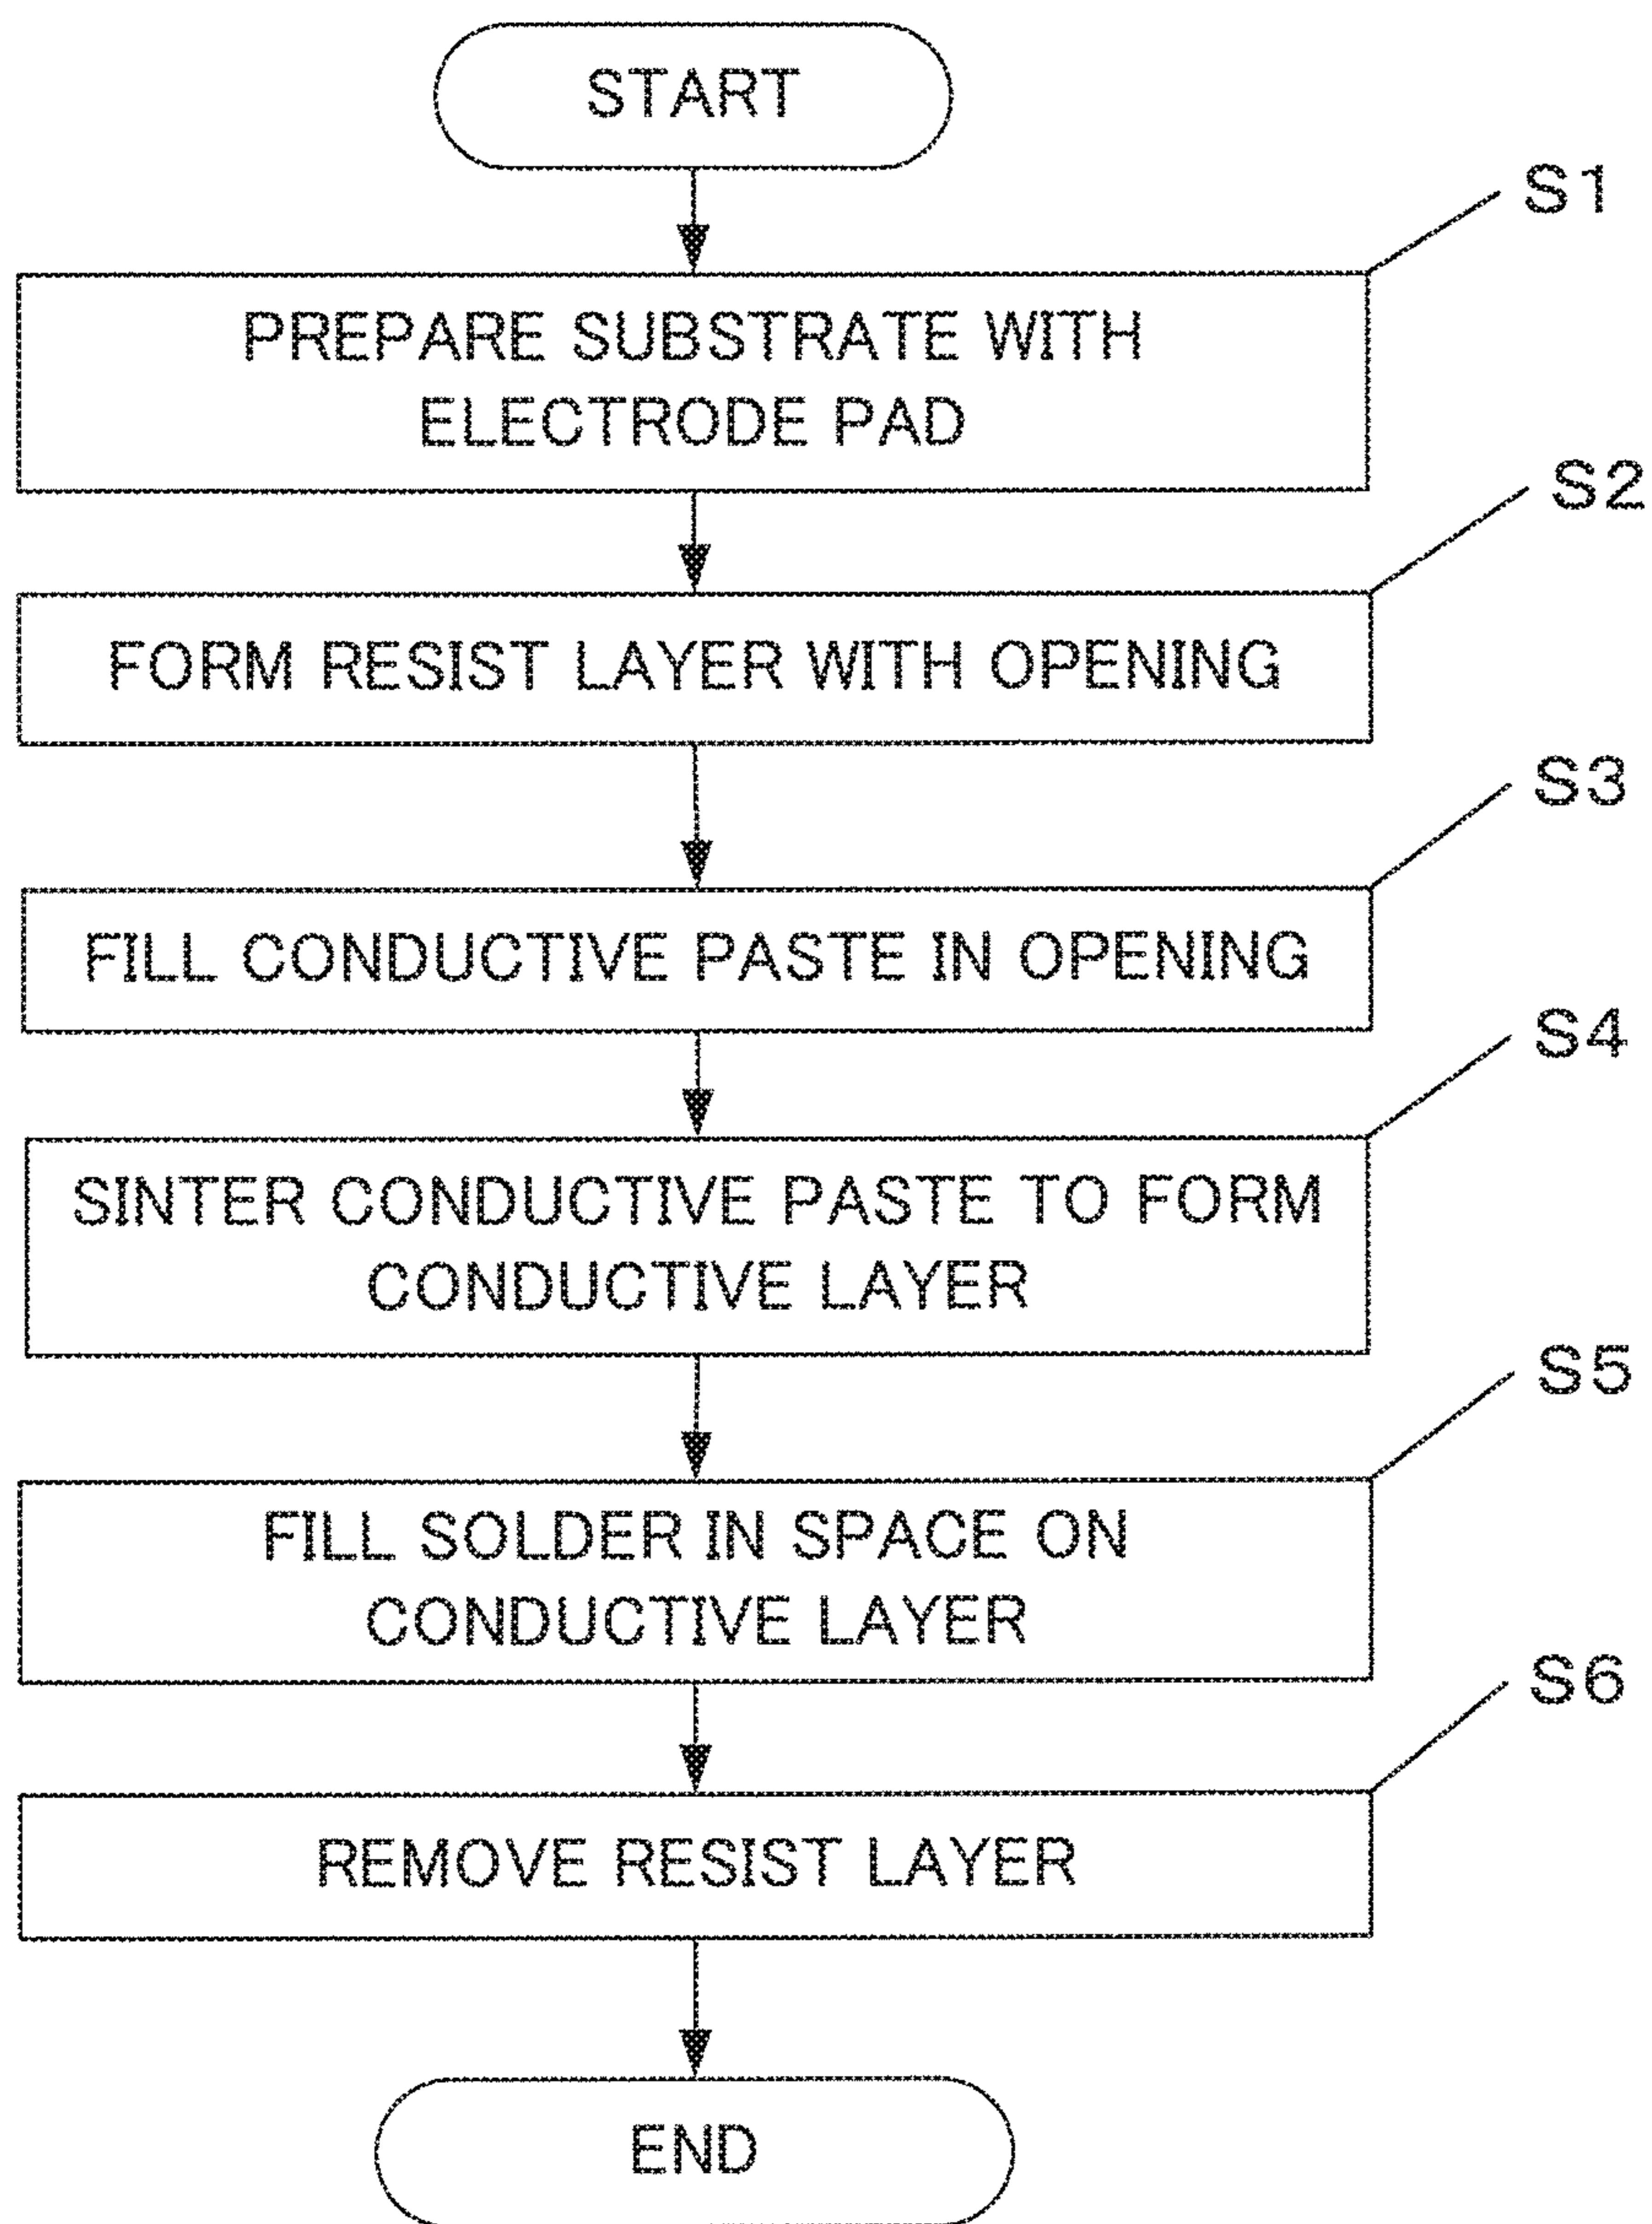 START
S1
PREPARE SUBSTRATE WITH
ELECTRODE PAD
S2
FORM RESIST LAYER WITH OPENING
S3
FILL CONDUCTIVE PASTE IN OPENING
S4
SINTER CONDUCTIVE PASTE TO FORM
CONDUCTIVE LAYER
S5
FILL SOLDER IN SPACE ON
CONDUCTIVE LAYER
S6
REMOVE RESIST LAYER
END